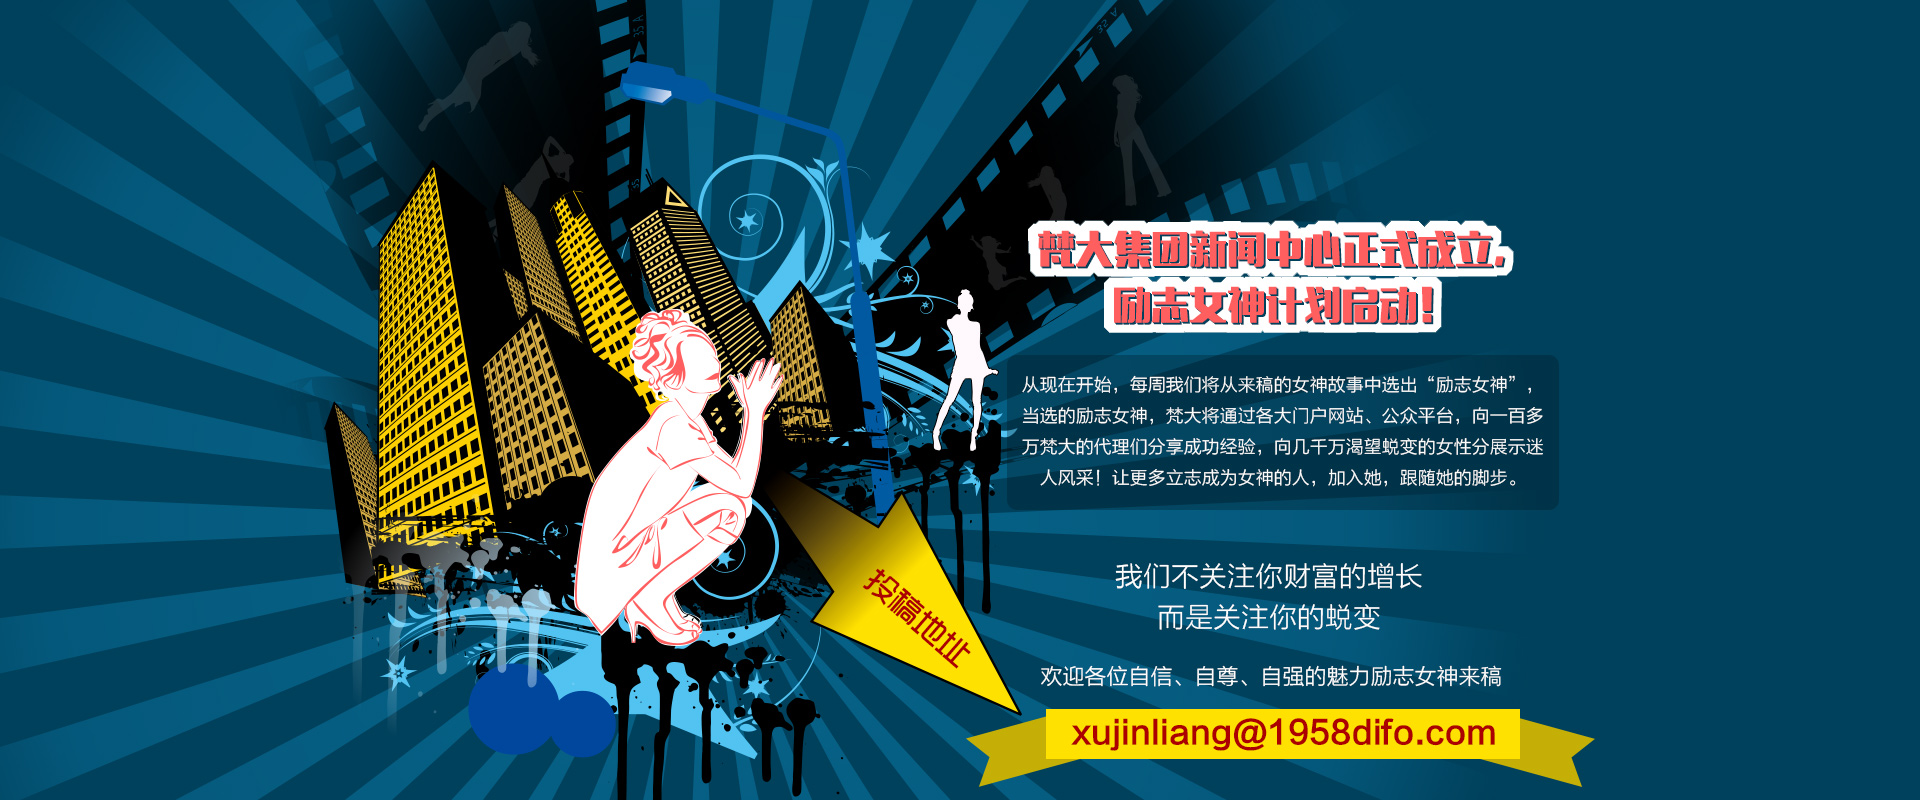 梵大集团新闻中心正式成立，
励志女神计划启动！
从现在开始，每周我们将从来稿的女神故事中选出“励志女神”，
当选的励志女神，梵大将通过各大门户网站、公众平台，向一百多
万梵大的代理们分享成功经验，向几千万渴望蜕变的女性分展示迷
人风采！让更多立志成为女神的人，加入她，跟随她的脚步。
我们不关注你财富的增长
而是关注你的蜕变
投稿地址
欢迎各位自信、自尊、自强的魅力励志女神来稿
xujinliang@1958difo.com